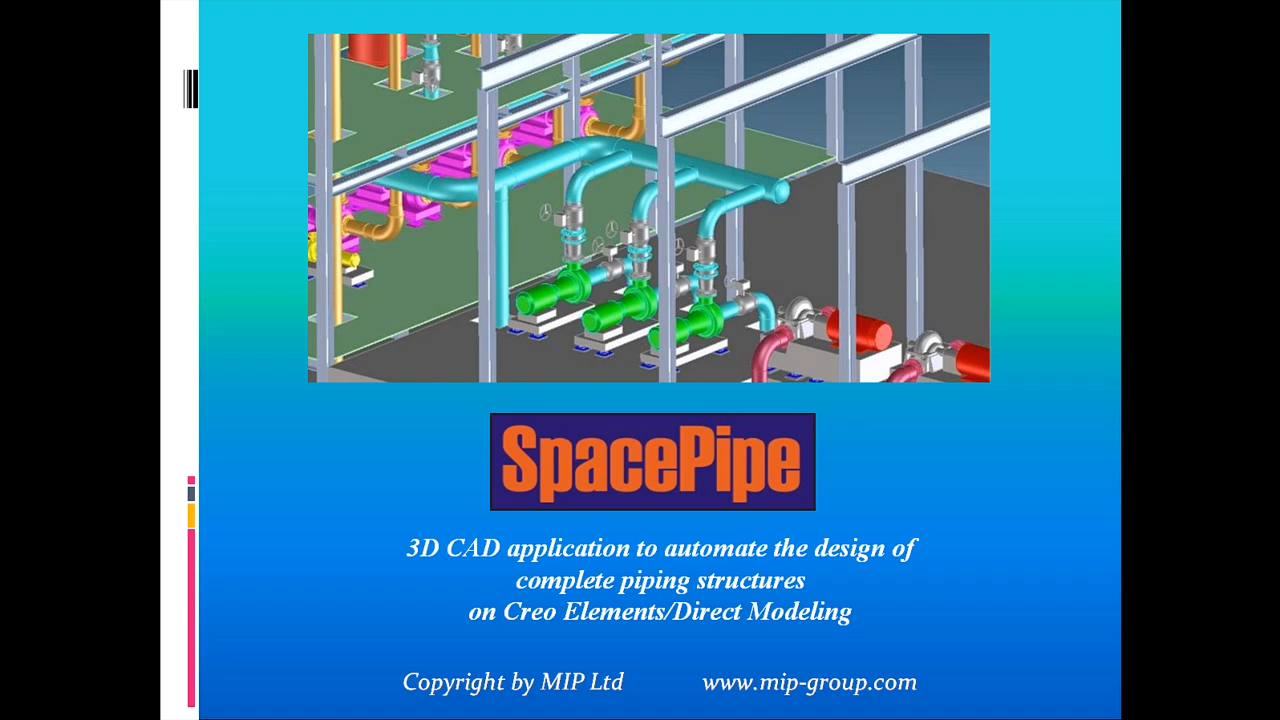 SpacePipe
3D CAD application to automate the design of
complete piping structures
on Creo Elements/Direct Modeling
Copyright by MIP Ltd
www.mip-group.com